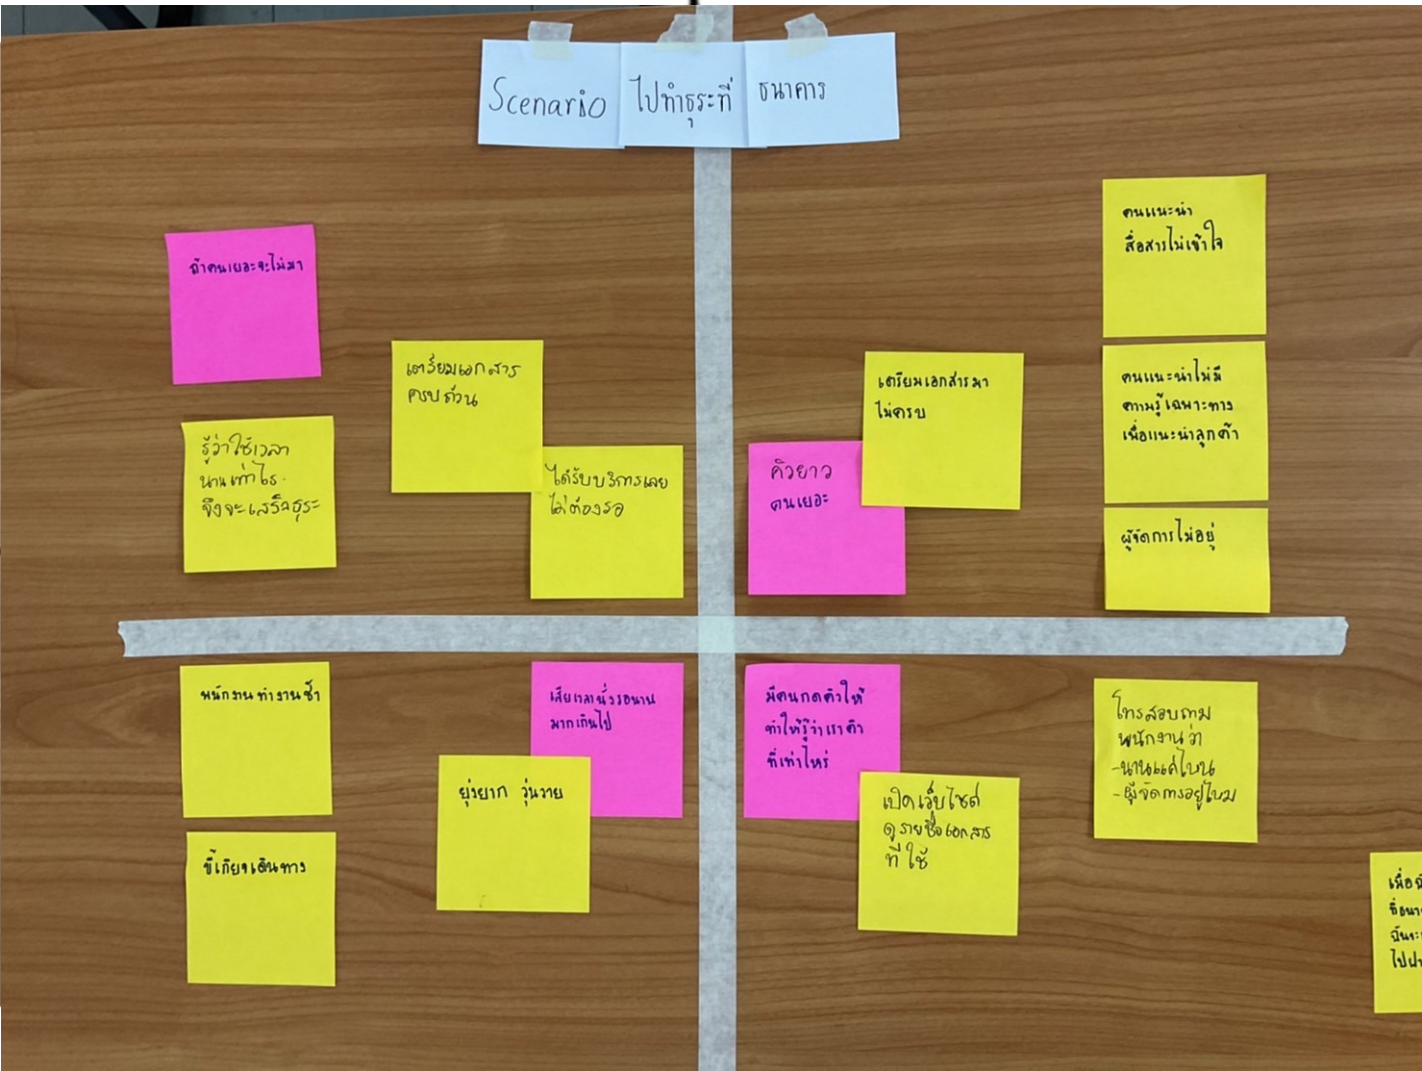 Scenario ไปทำธุระที่ ธนาคาร
ถ้าคนเยอะจะไม่มา
เตรียมเอกสาร
ครบถ้วน
รู้ว่าใช้เวลา
นานเท่าไร
จึงจะเสร็จธุระ
ได้รับบริการเลย
ไม่ต้องรอ
คนแนะนำ
สื่อสารไม่เข้าใจ
เตรียมเอกสารมา
ไม่ครบ
คนแนะนำไม่มี
ความรู้เฉพาะทาง
เพื่อแนะนำลูกค้า
คิวยาว
คนเยอะ
ผู้จัดการไม่อยู่
พนักงานทำงานช้า
เสียเวลานั่งรอนาน
มากเกินไป
ยุ่งยาก วุ่นวาย
ขี้เกียจเดินทาง
มีคนกดคิวให้
ทำให้รู้ว่าเราคิว
ที่เท่าไหร่
เปิดเว็บไซต์
ดูรายชื่อเอกสาร
ที่ใช้
โทรสอบถาม
พนักงานว่า
-นานแค่ไหน
-ผู้จัดการอยู่ไหม